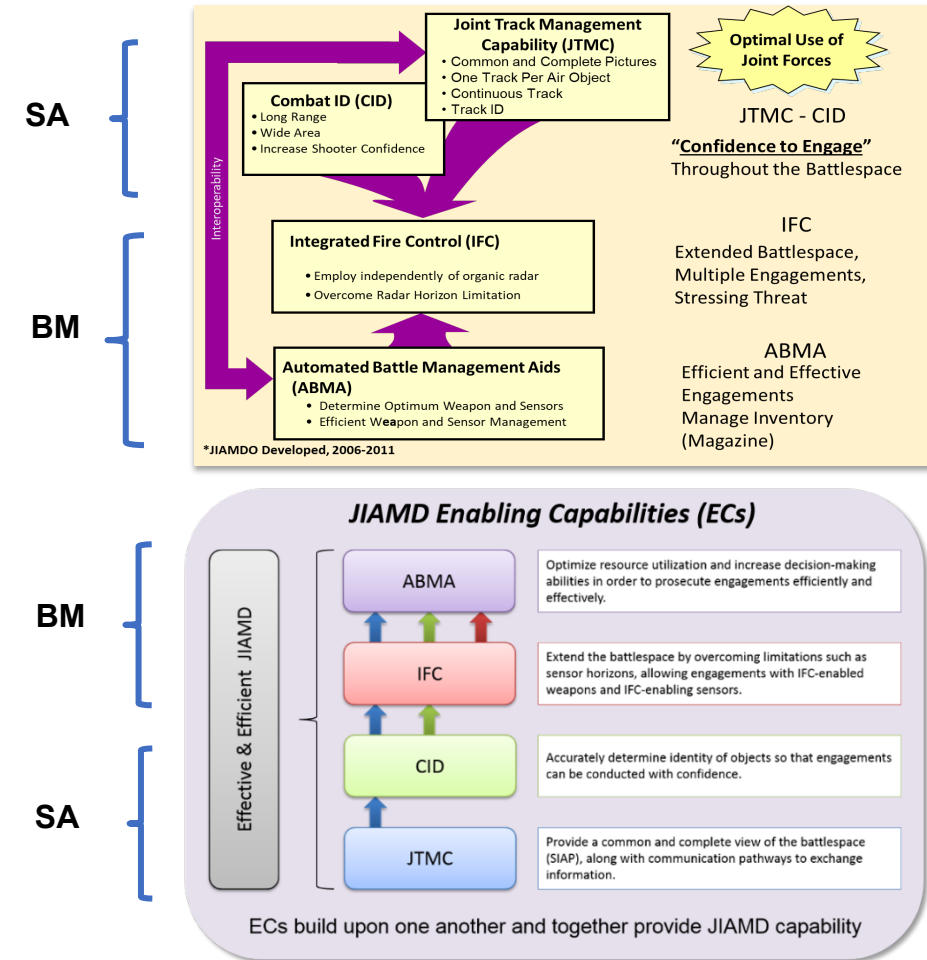 SA
BM
Interoperability
Joint Track Management
Capability (JTMC)
• Common and Complete Pictures
• One Track Per Air Object
• Continuous Track
• Track ID
Combat ID (CID)
• Long Range
• Wide Area
• Increase Shooter Confidence
Integrated Fire Control (IFC)
• Employ independently of organic radar
• Overcome Radar Horizon Limitation
Automated Battle Management Aids
(ABMA)
• Determine Optimum Weapon and Sensors
• Efficient Weapon and Sensor Management
*JIAMDO Developed, 2006-2011
Optimal Use of
Joint Forces
JTMC - CID
“Confidence to Engage”
Throughout the Battlespace
IFC
Extended Battlespace,
Multiple Engagements,
Stressing Threat
ABMA
Efficient and Effective
Engagements
Manage Inventory
(Magazine)
JIAMD Enabling Capabilities (ECs)
BM
SA
Effective & Efficient JIAMD
ABMA
Optimize resource utilization and increase decision-making
abilities in order to prosecute engagements efficiently and
effectively.
IFC
Extend the battlespace by overcoming limitations such as
sensor horizons, allowing engagements with IFC-enabled
weapons and IFC-enabling sensors.
CID
Accurately determine identity of objects so that engagements
can be conducted with confidence.
JTMC
Provide a common and complete view of the battlespace
(SIAP), along with communication pathways to exchange
information.
ECs build upon one another and together provide JIAMD capability